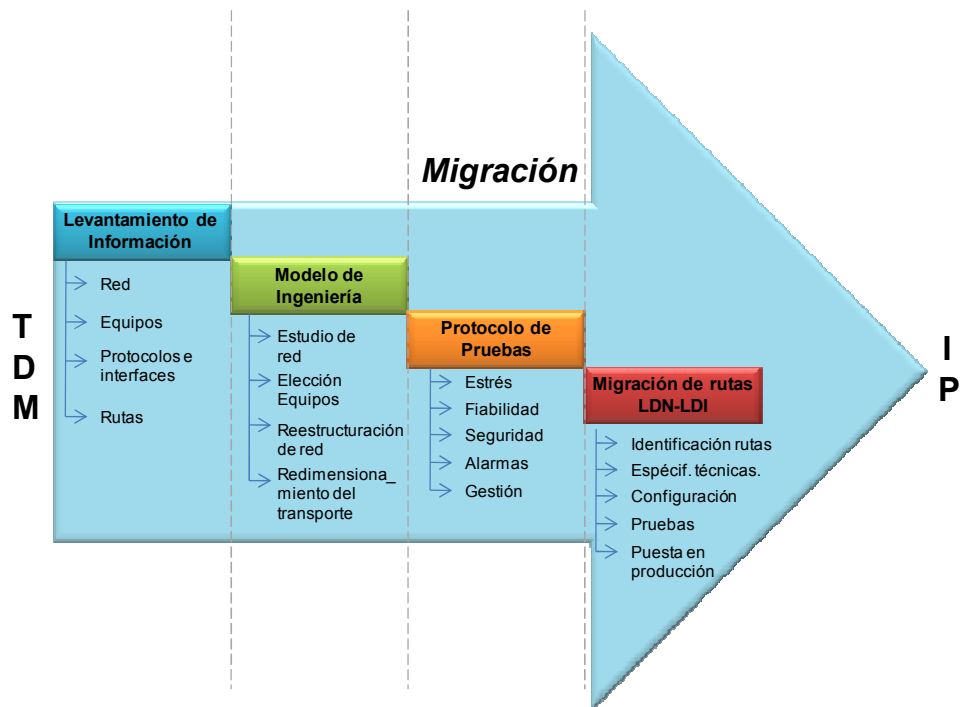 Migración
TDM
Levantamiento de
Información
Red
Equipos
Protocolos e
interfaces
Rutas
Modelo de
Ingeniería
Estudio de
red
Elección
Equipos
Reestructuración
de red
Redimensiona_
miento del
transporte
Protocolo de
Pruebas
Estrés
Fiabilidad
Seguridad
Alarmas
Gestión
Migración de rutas
LDN-LDI
Identificación rutas
Espécif. técnicas.
Configuración
Pruebas
Puesta en
producción
IP